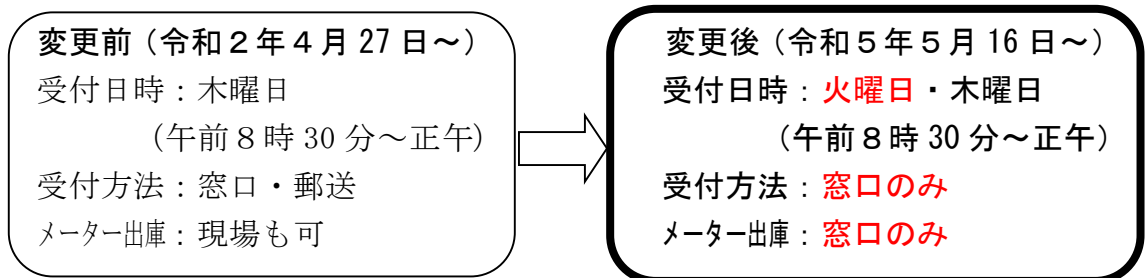 変更前（令和２年４月 27 日～）
受付日時：木曜日
（午前８時 30 分～正午）
受付方法：窓口・郵送
メーター出庫：現場も可
変更後（令和５年５月 16 日～）
受付日時：火曜日・木曜日
（午前８時 30 分～正午）
受付方法：窓口のみ
メーター出庫：窓口のみ